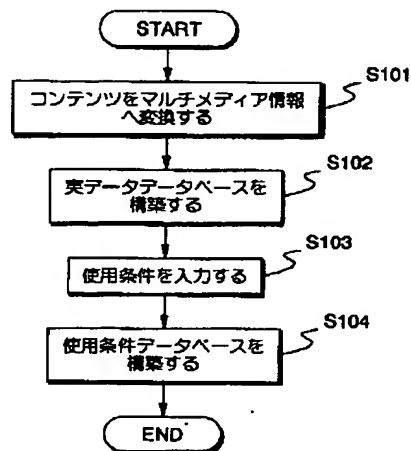 START
S101
コンテンツをマルチメディア情報
へ変換する
S102
実データデータベースを
構築する
S103
使用条件を入力する
S104
使用条件データベースを
構築する
END